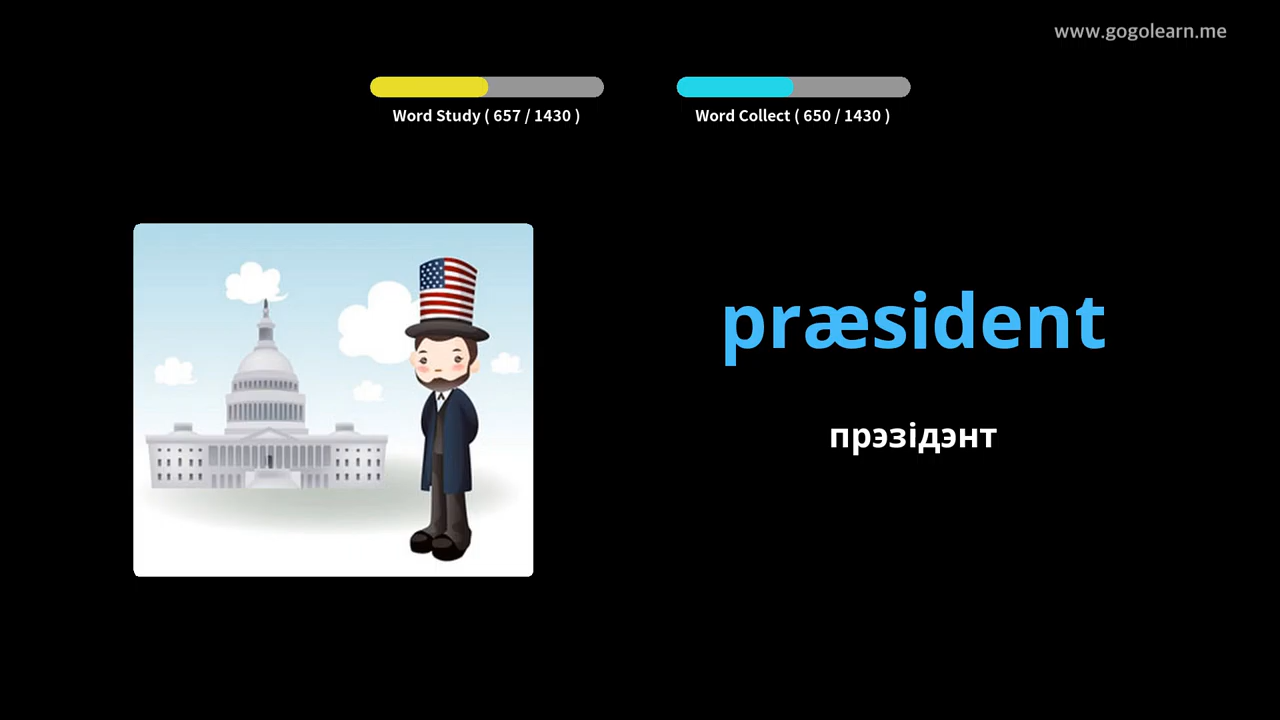 www.gogolearn.me
Word Study ( 657 / 1430 )
Word Collect ( 650 / 1430 )
præsident
прэзідэнт